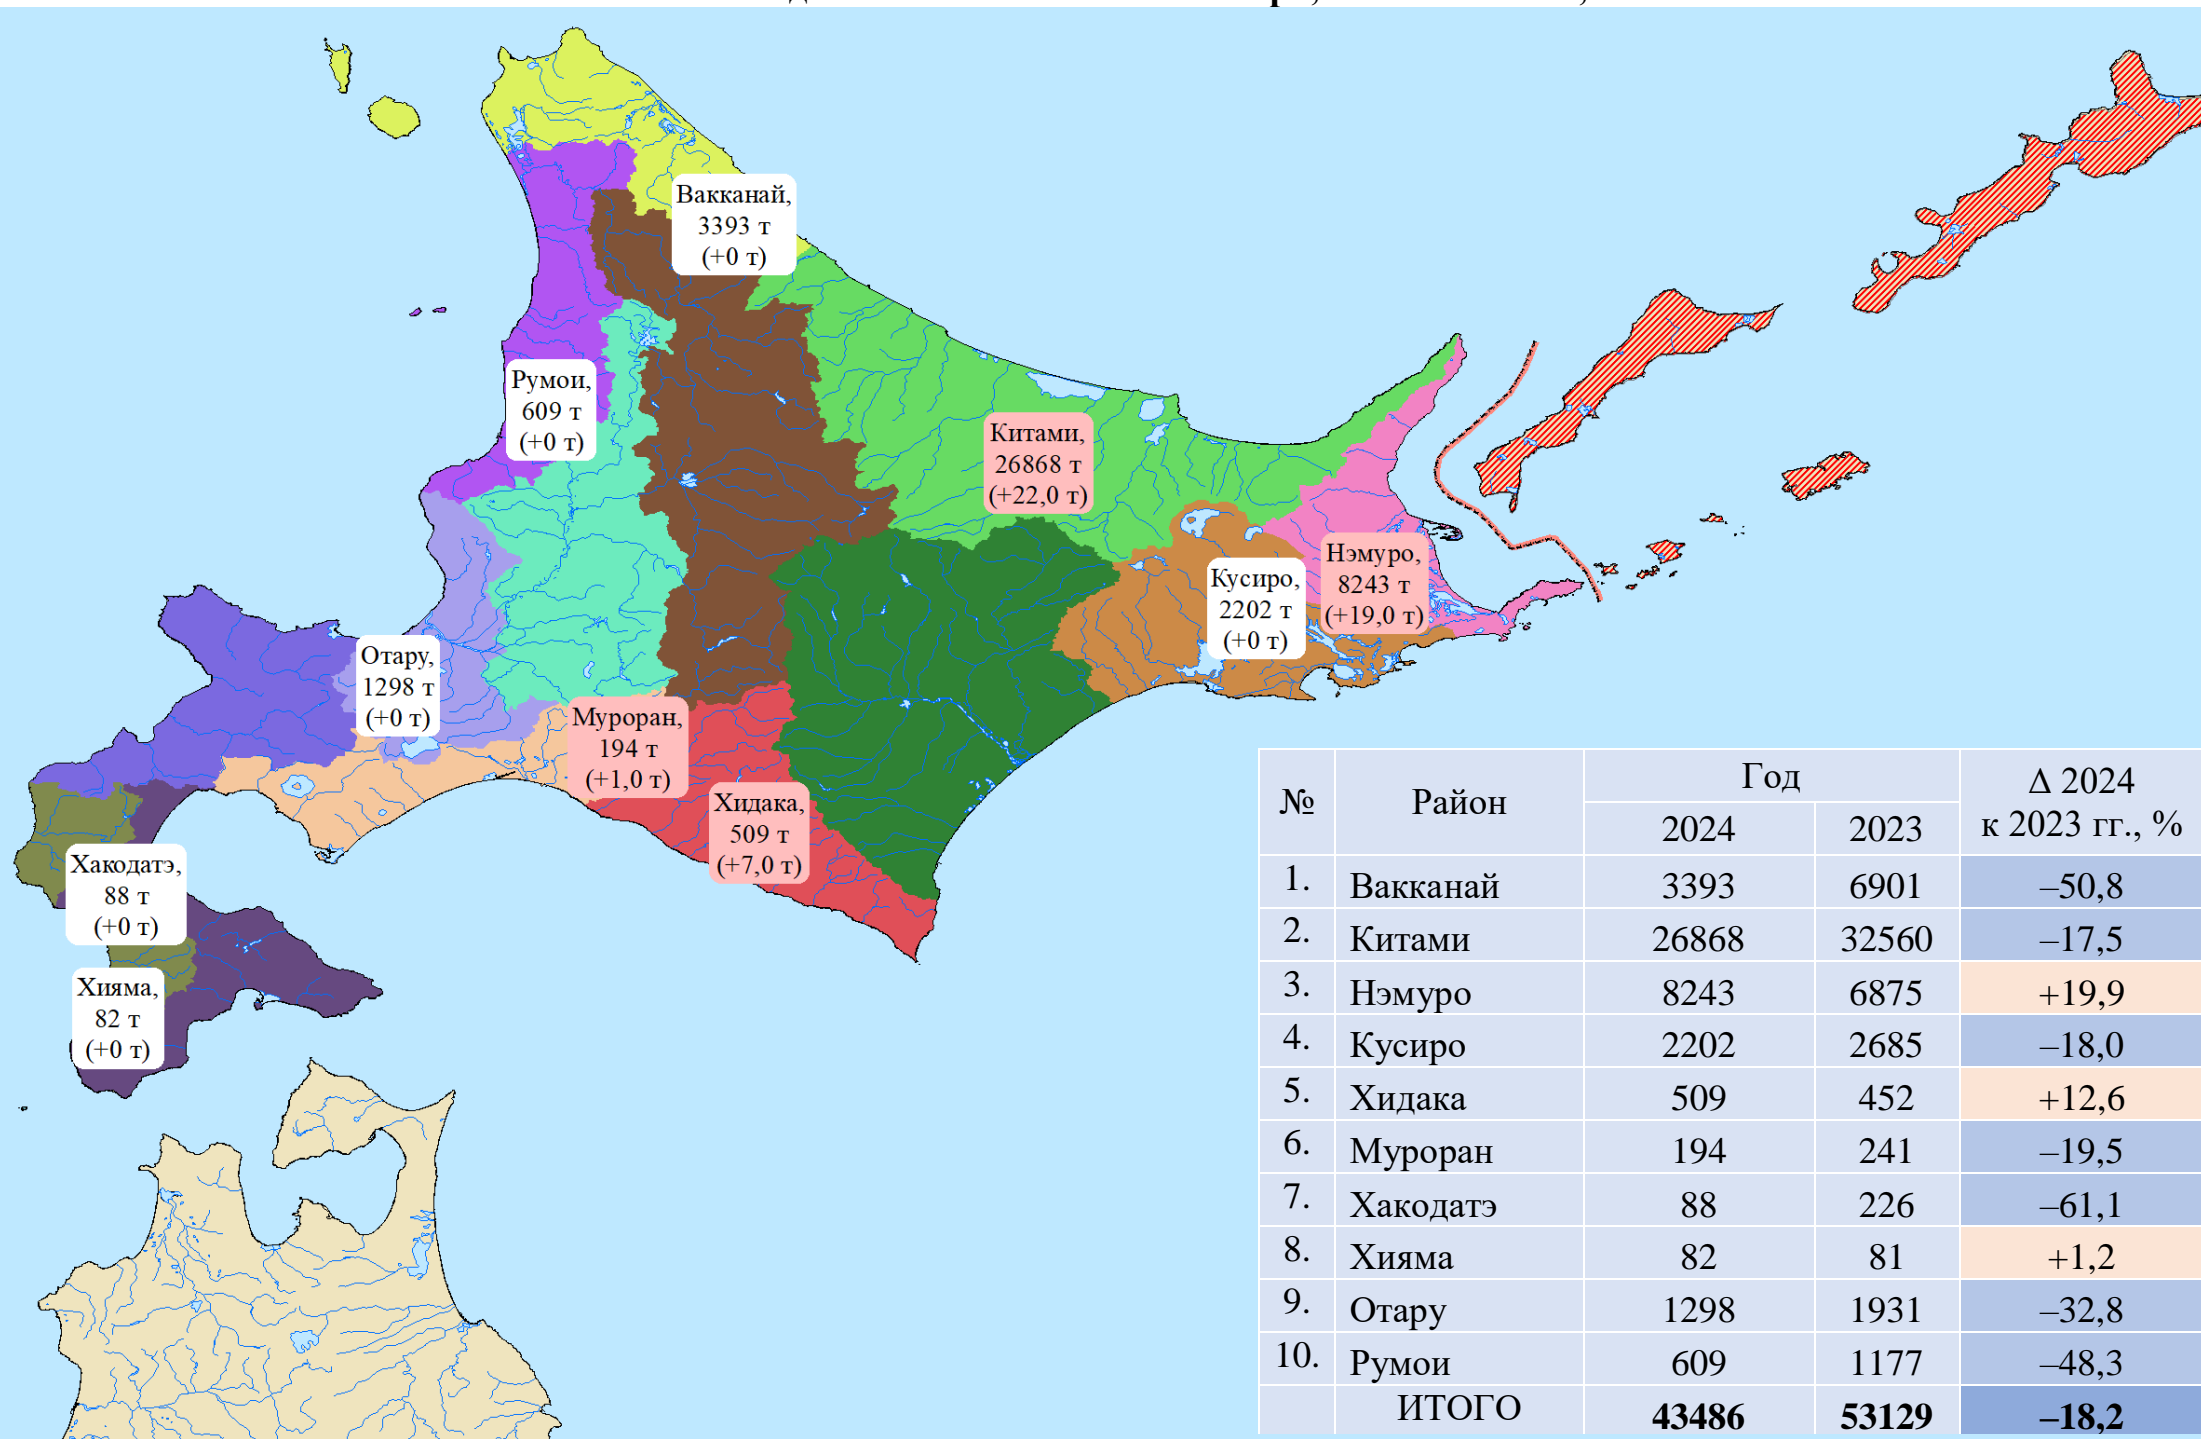 Вакканай,
3393 т
(+0 т)
Румои,
609 т
(+0 т)
Китами,
26868 т
(+22,0 т)
Нэмуро,
8243 т
(+19,0 т)
Кусиро,
2202 т
(+0 т)
Отару,
1298 т
(+0 т)
Муроран,
194 т
(+1,0 т)
Хидака,
509 т
(+7,0 т)
Хакодатэ,
88 т
(+0 т)
Хияма,
82 т
(+0 т)
№ Район Год Δ 2024
2024 2023 к 2023 гг., %
1. Вакканай 3393 6901 –50,8
2. Китами 26868 32560 –17,5
3. Нэмуро 8243 6875 +19,9
4. Кусиро 2202 2685 –18,0
5. Хидака 509 452 +12,6
6. Муроран 194 241 –19,5
7. Хакодатэ 88 226 –61,1
8. Хияма 82 81 +1,2
9. Отару 1298 1931 –32,8
10. Румои 609 1177 –48,3
ИТОГО 43486 53129 –18,2